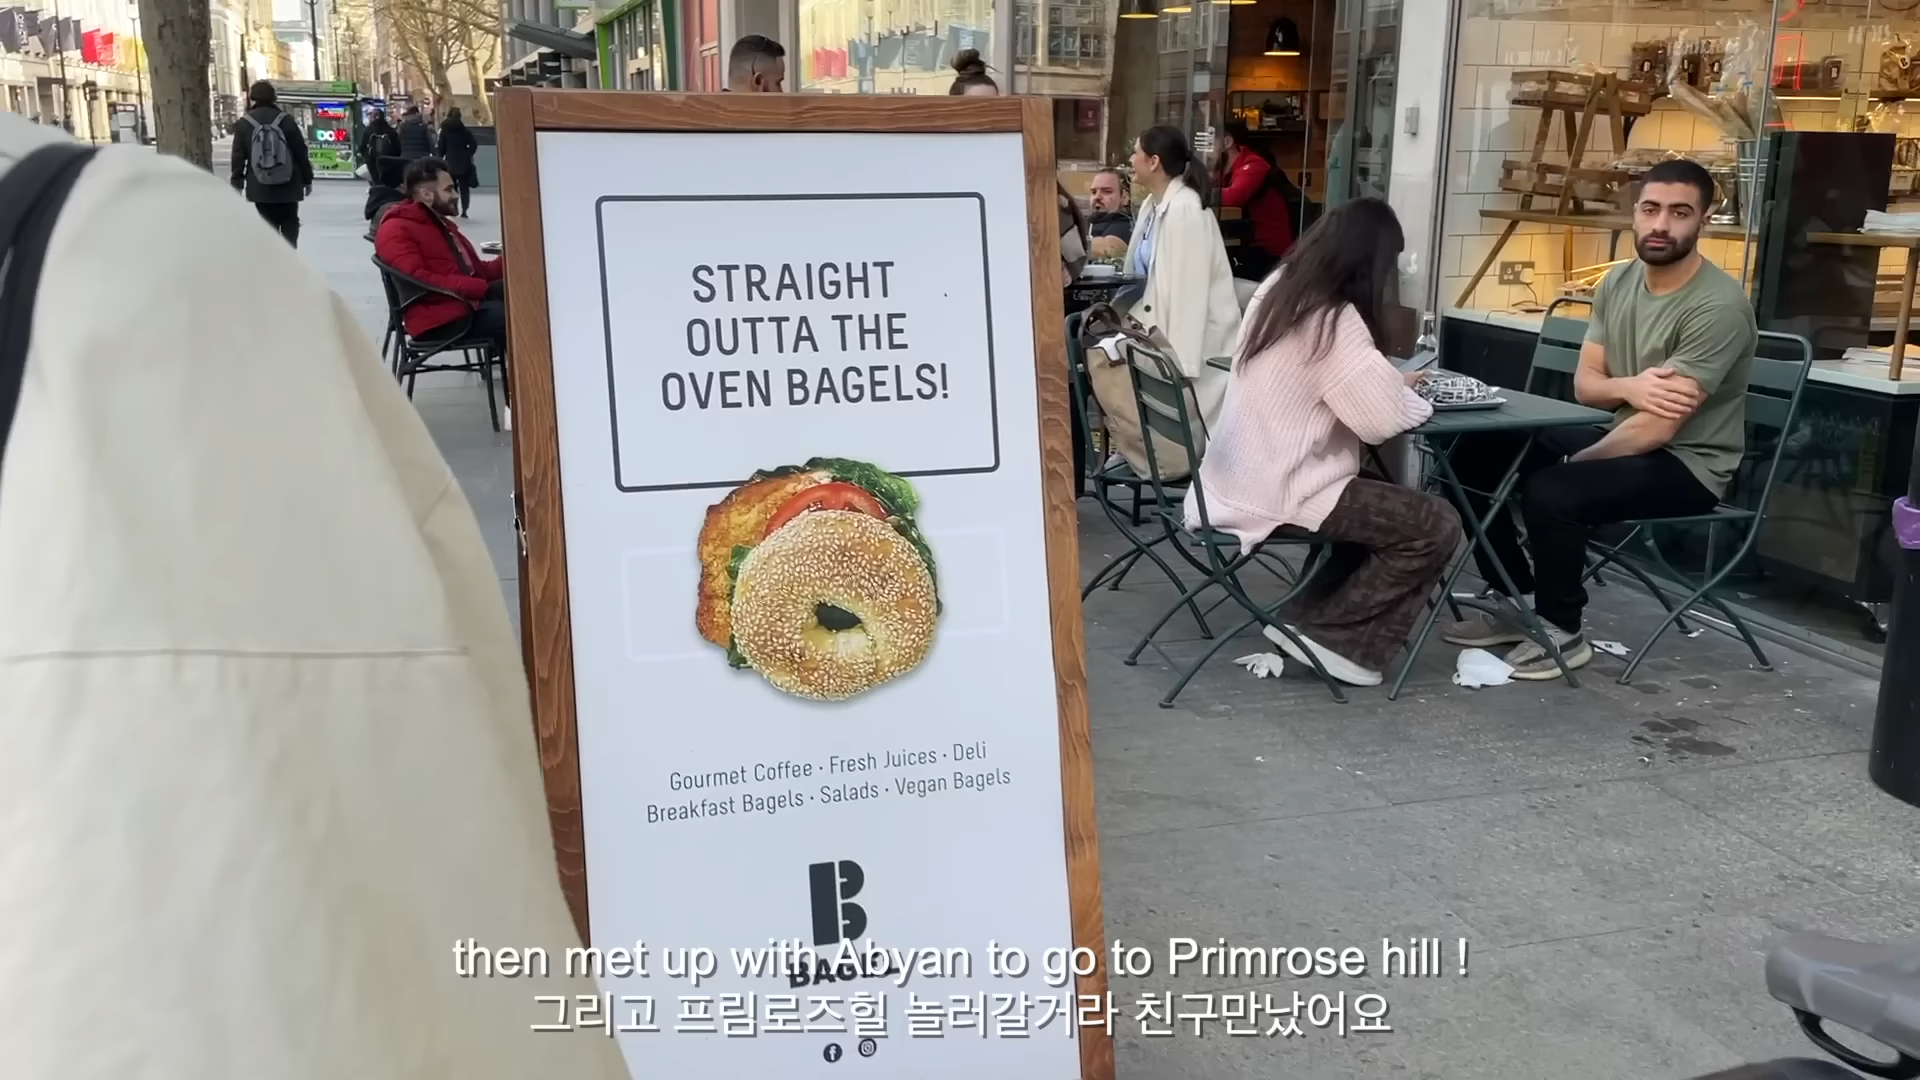 STRAIGHT
OUTTA THE
OVEN BAGELS!
Gourmet Coffee · Fresh Juices · Deli
Breakfast Bagels · Salads · Vegan Bagels
then met up with Abyan to go to Primrose hill !
그리고 프림로즈힐 놀러갈거라 친구만났어요